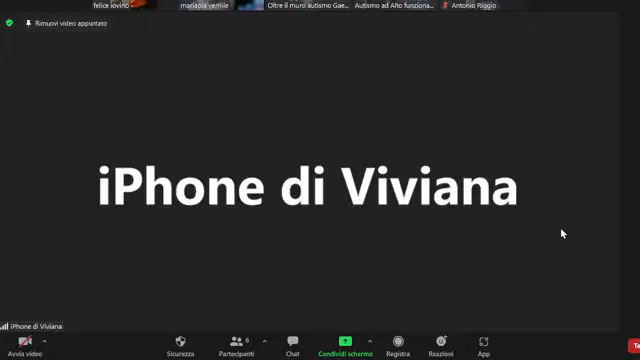 felice iovino mariapia vernile Oltre il muro autismo Gae... Autismo ad Alto funziona... Antonio Riggio
Rimuovi video appuntato
iPhone di Viviana
iPhone di Viviana
Avvia video Sicurezza Partecipanti 6 Chat Condividi schermo Registra Reazioni App